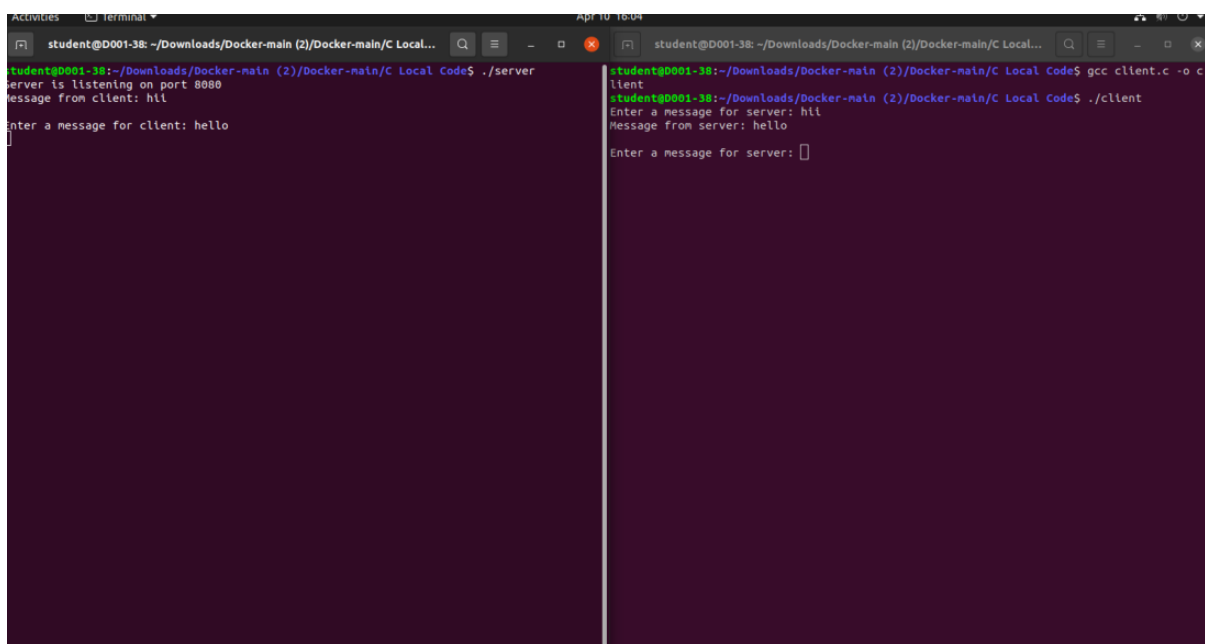 Activities Terminal Apr 10 16:04
student@D001-38: ~/Downloads/Docker-main (2)/Docker-main/C Local...
student@D001-38:~/Downloads/Docker-main (2)/Docker-main/C Local Code$ ./server
Server is listening on port 8080
Message from client: hii
Enter a message for client: hello
student@D001-38: ~/Downloads/Docker-main (2)/Docker-main/C Local...
student@D001-38:~/Downloads/Docker-main (2)/Docker-main/C Local Code$ gcc client.c -o c
lient
student@D001-38:~/Downloads/Docker-main (2)/Docker-main/C Local Code$ ./client
Enter a message for server: hii
Message from server: hello
Enter a message for server: